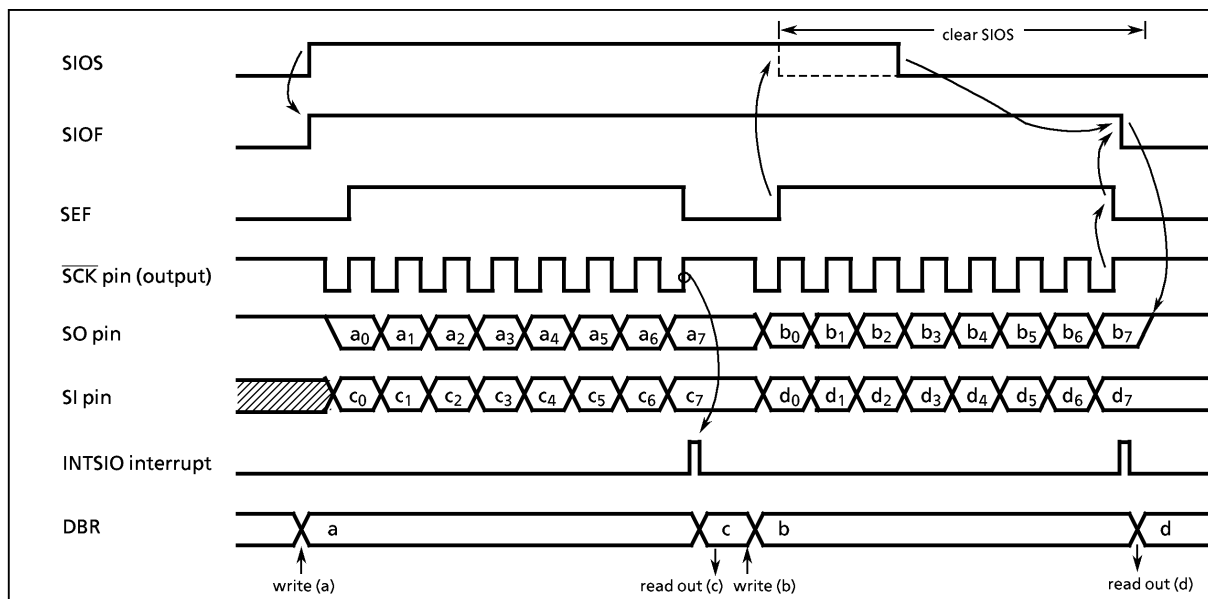 clear SIOS
SIOS
SIOF
SEF
SCK pin (output)
SO pin a0 a1 a2 a3 a4 a5 a6 a7 b0 b1 b2 b3 b4 b5 b6 b7
SI pin c0 c1 c2 c3 c4 c5 c6 c7 d0 d1 d2 d3 d4 d5 d6 d7
INTSIO interrupt
DBR a c b d
write (a) read out (c) write (b) read out (d)